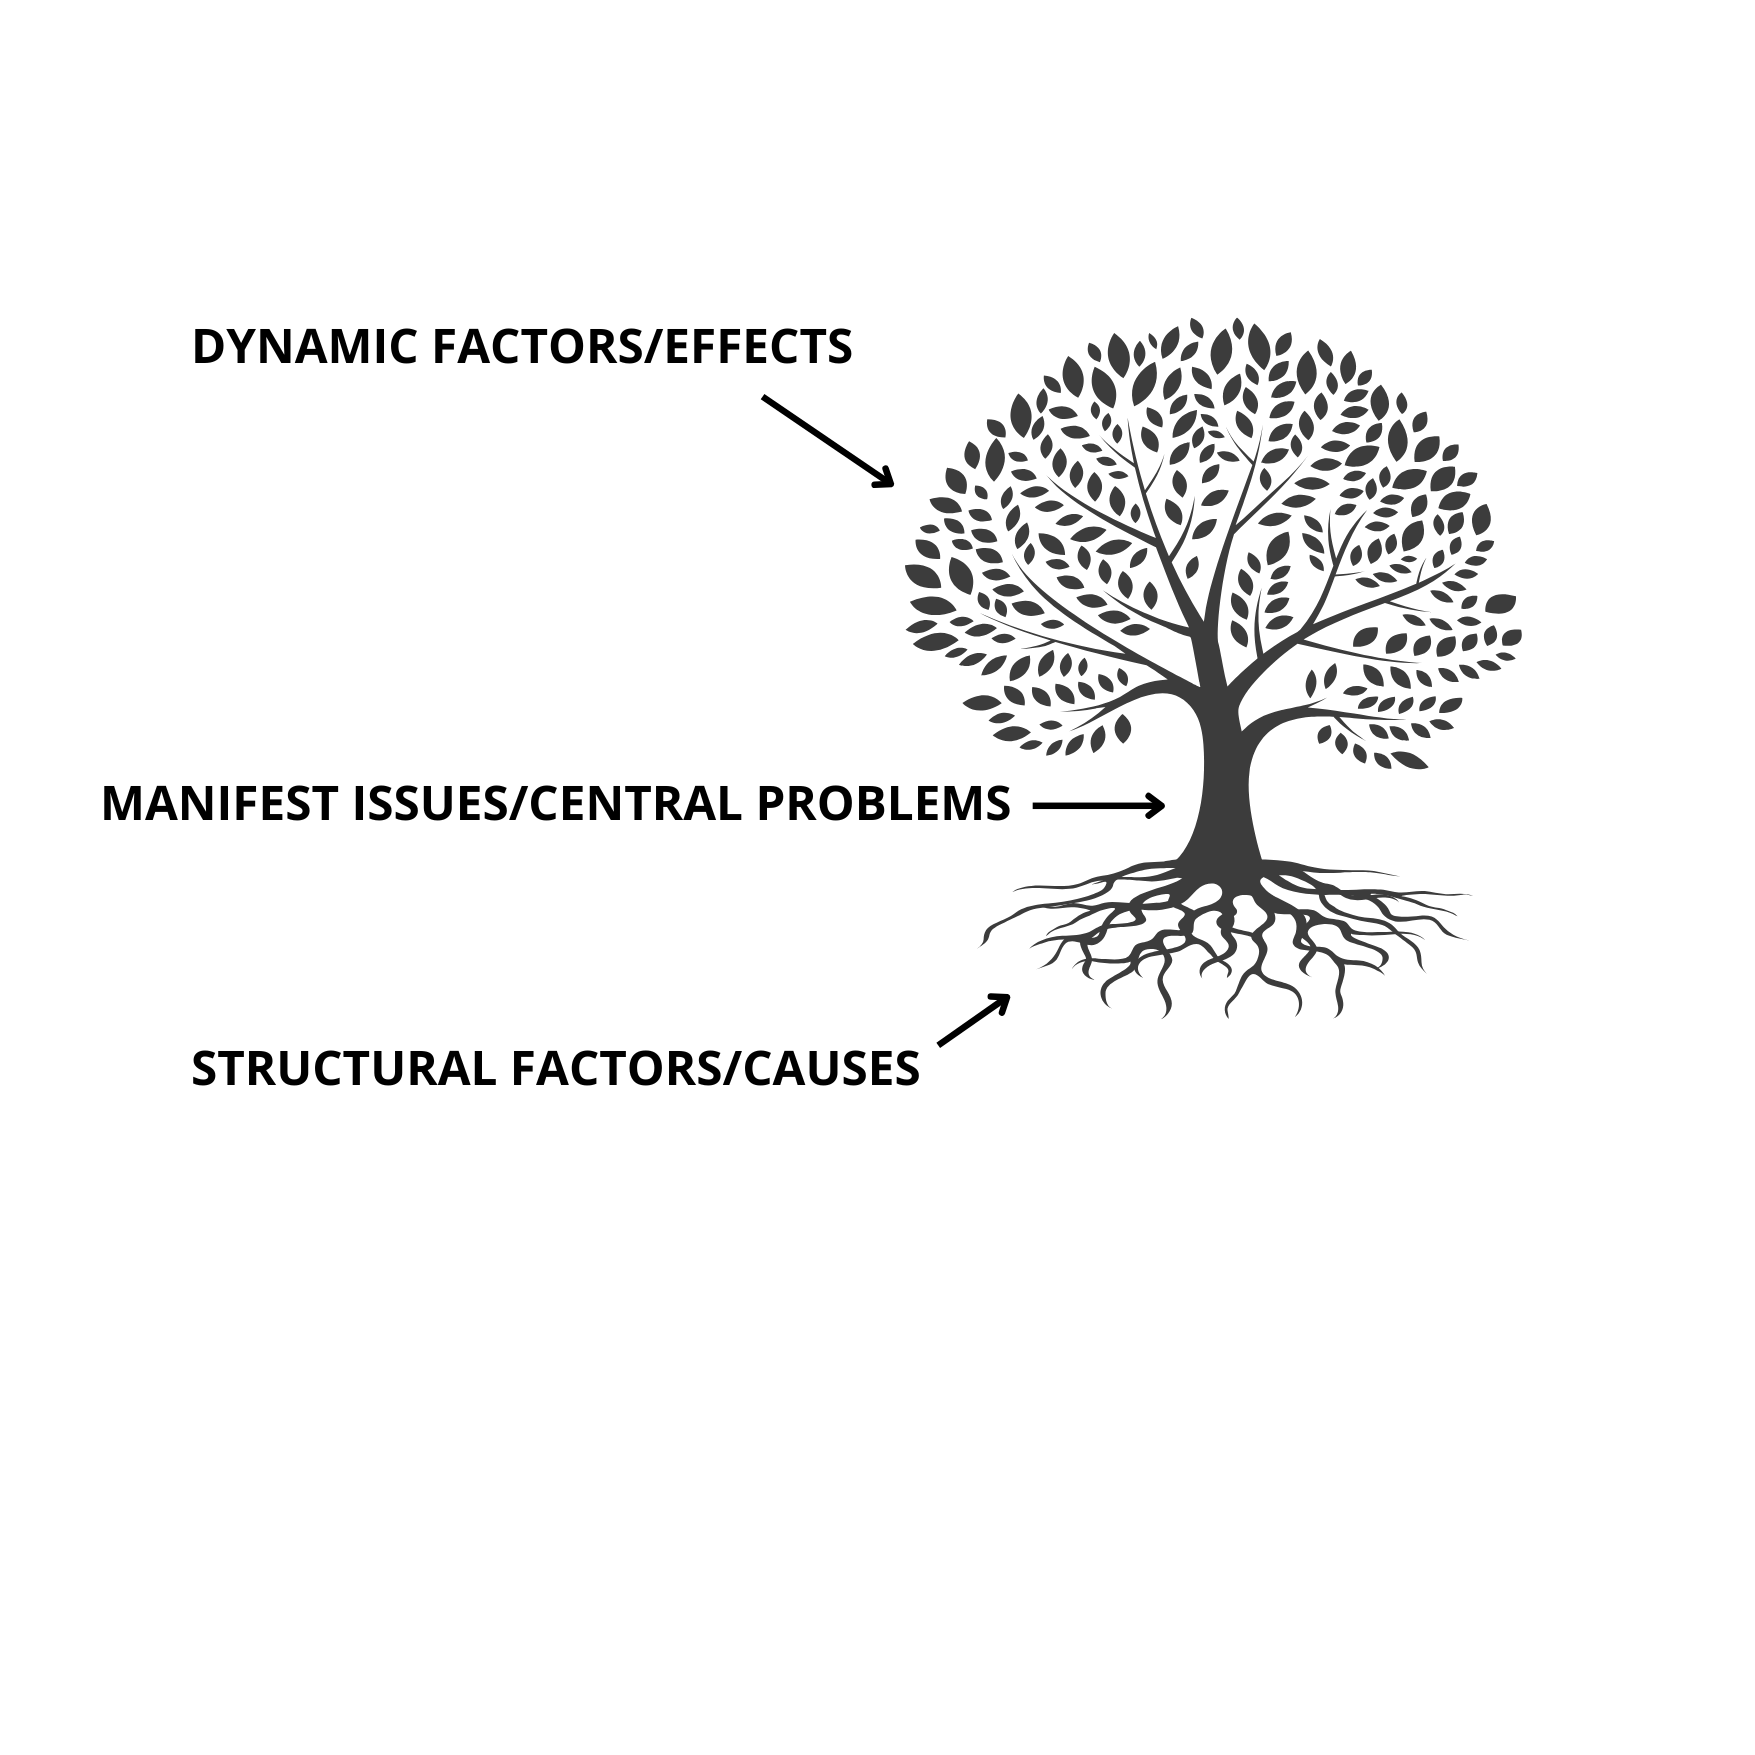 DYNAMIC FACTORS/EFFECTS
MANIFEST ISSUES/CENTRAL PROBLEMS
STRUCTURAL FACTORS/CAUSES